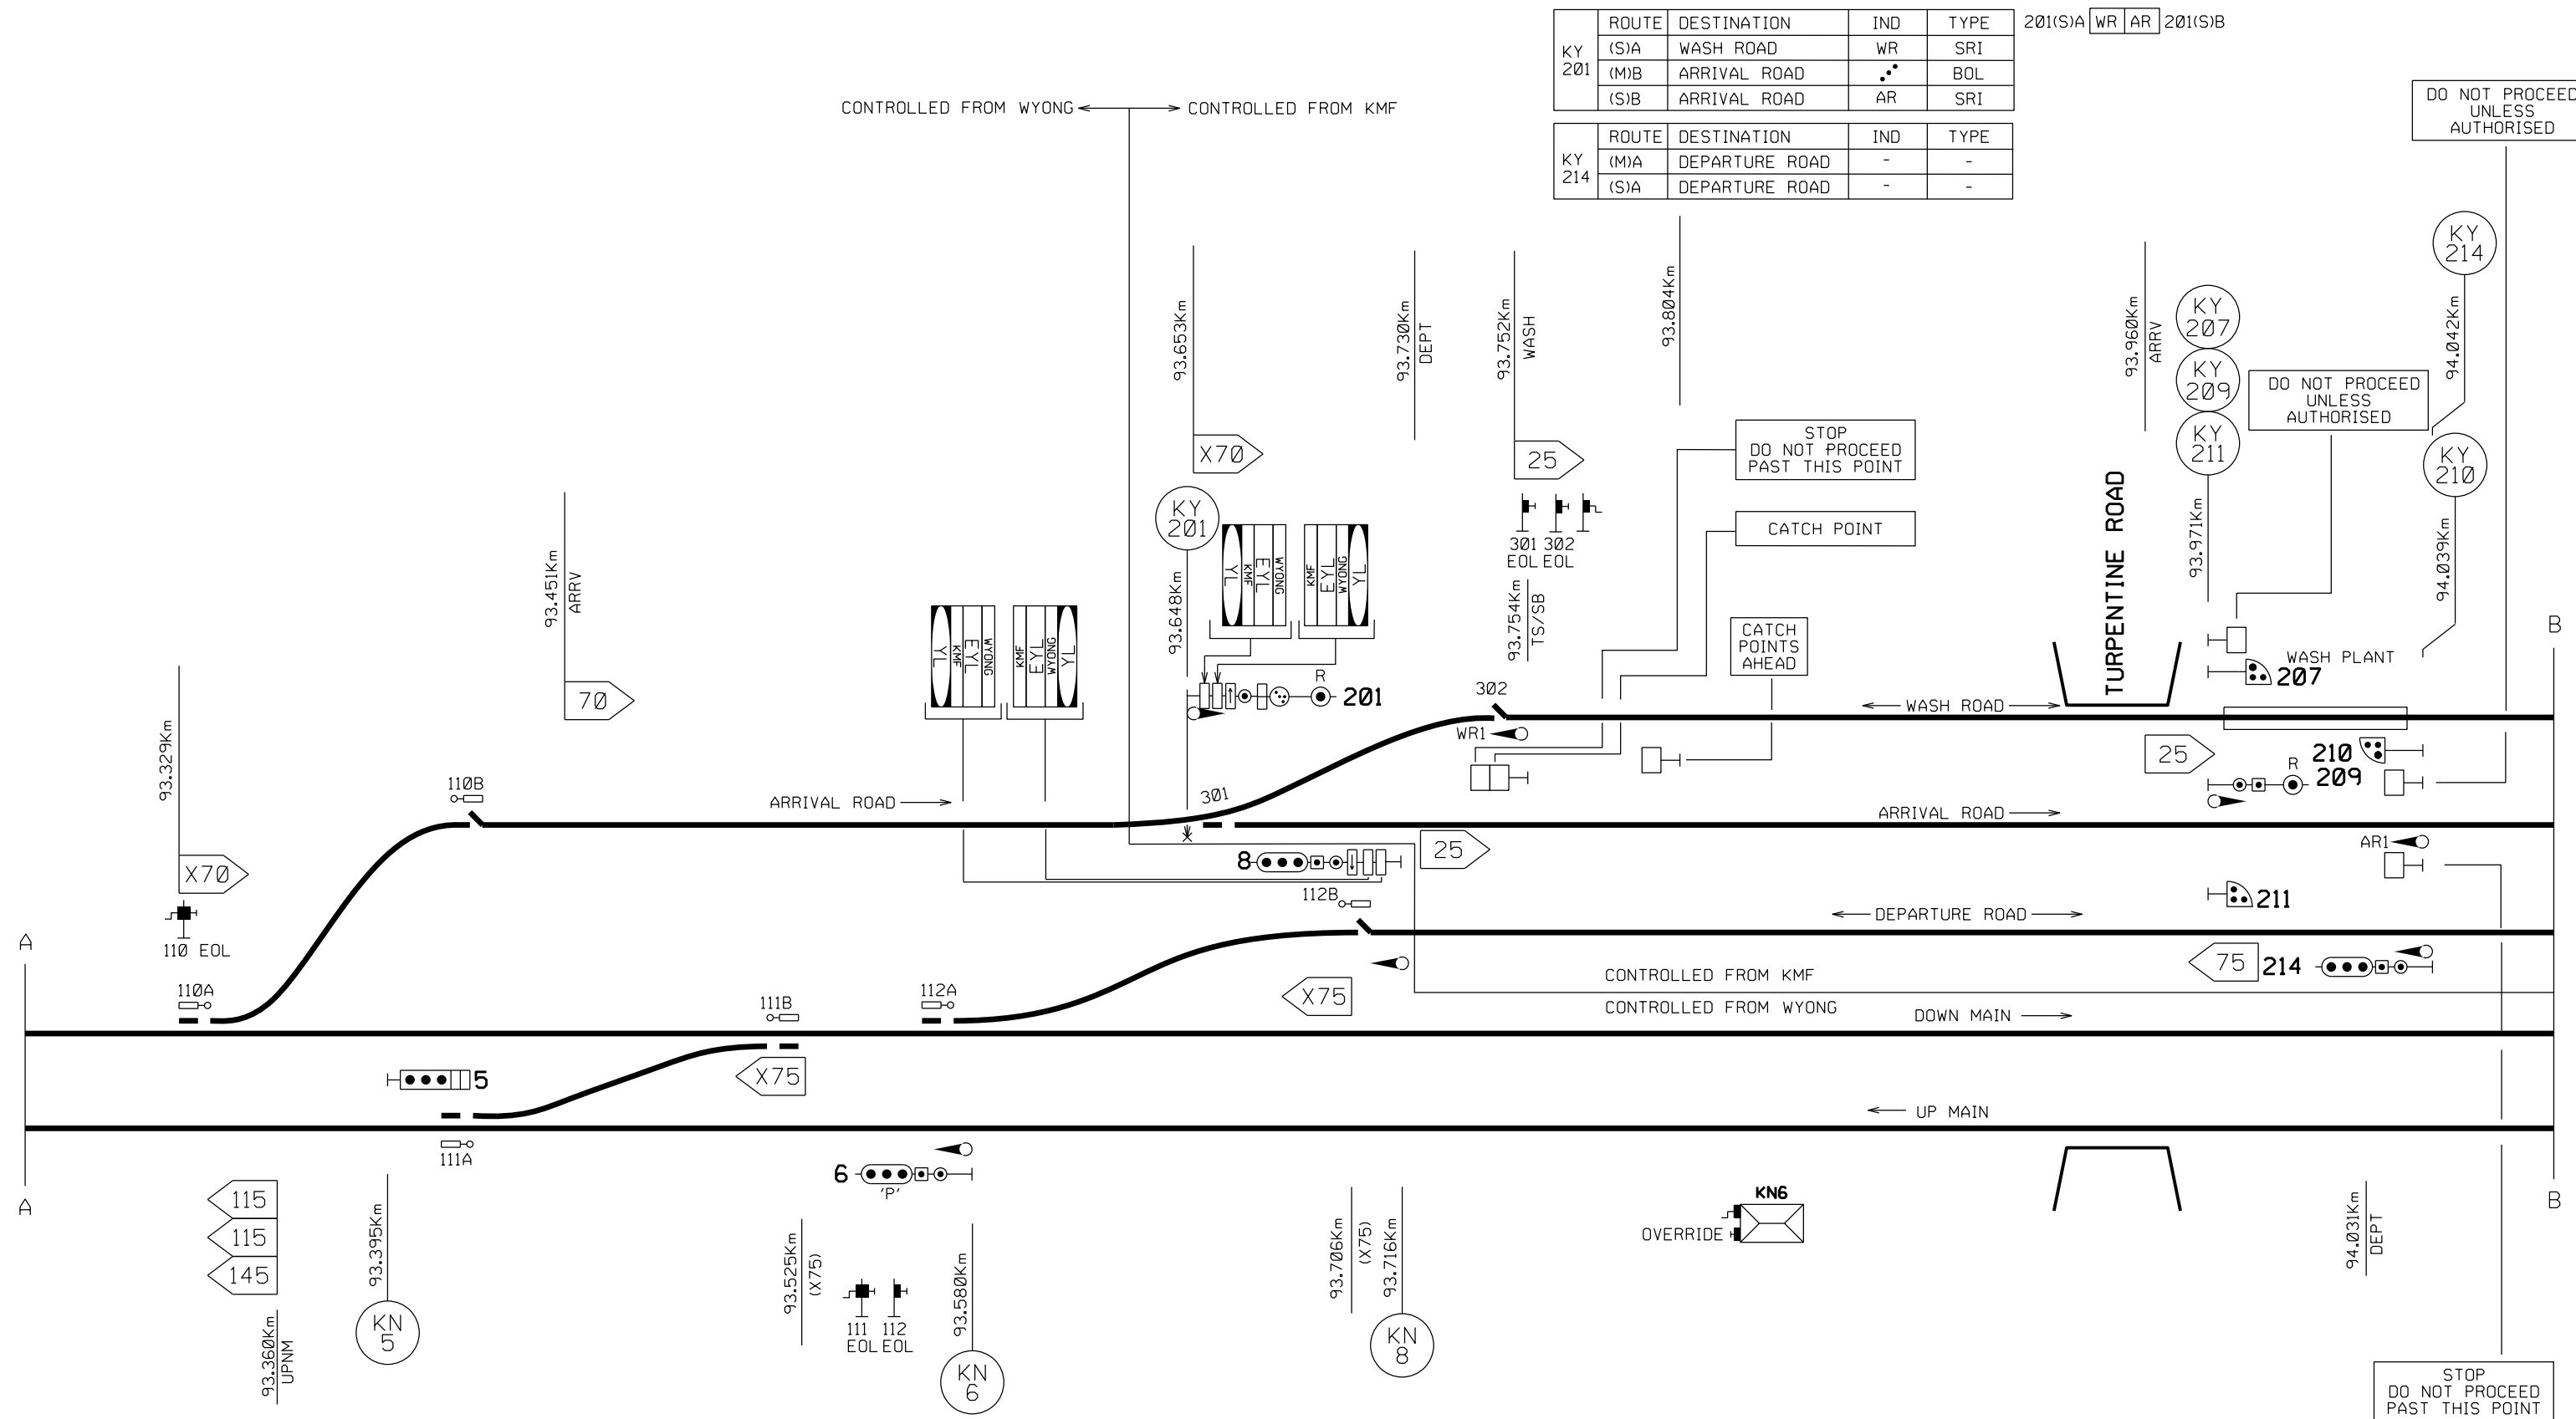 ROUTE DESTINATION IND TYPE
KY 201
(S)A WASH ROAD WR SRI
(M)B ARRIVAL ROAD BOL
(S)B ARRIVAL ROAD AR SRI
201(S)A WR AR 201(S)B
ROUTE DESTINATION IND TYPE
KY 214
(M)A DEPARTURE ROAD - -
(S)A DEPARTURE ROAD - -
DO NOT PROCEED
UNLESS
AUTHORISED
CONTROLLED FROM WYONG
CONTROLLED FROM KMF
KY
214
94.042Km
93.653Km
X70
93.730Km
DEPT
93.752Km
WASH
25
93.804Km
93.960Km
ARRV
KY
207
KY
209
KY
211
93.971Km
DO NOT PROCEED
UNLESS
AUTHORISED
KY
210
94.039Km
STOP
DO NOT PROCEED
PAST THIS POINT
CATCH POINT
CATCH
POINTS
AHEAD
TURPENTINE ROAD
93.451Km
ARRV
70
KY
201
93.648Km
YL
KMF
EYL
WYONG
KMF
EYL
WYONG
YL
YL
KMF
EYL
WYONG
KMF
EYL
WYONG
YL
301 302
EOL EOL
93.754Km
TS/SB
R
201
302
WR1
WASH ROAD
WASH PLANT
207
25
210
R
209
93.329Km
X70
110 EOL
110B
ARRIVAL ROAD
301
ARRIVAL ROAD
8
25
AR1
112B
211
DEPARTURE ROAD
X75
75
214
CONTROLLED FROM KMF
CONTROLLED FROM WYONG
DOWN MAIN
A
B
110A
111B
112A
5
X75
UP MAIN
111A
6
'P'
A
B
115
115
145
93.360Km
UPNM
93.395Km
KN
5
93.525Km
(X75)
111 112
EOL EOL
93.580Km
KN
6
93.706Km
(X75)
93.716Km
KN
8
KN6
OVERRIDE
94.031Km
DEPT
STOP
DO NOT PROCEED
PAST THIS POINT